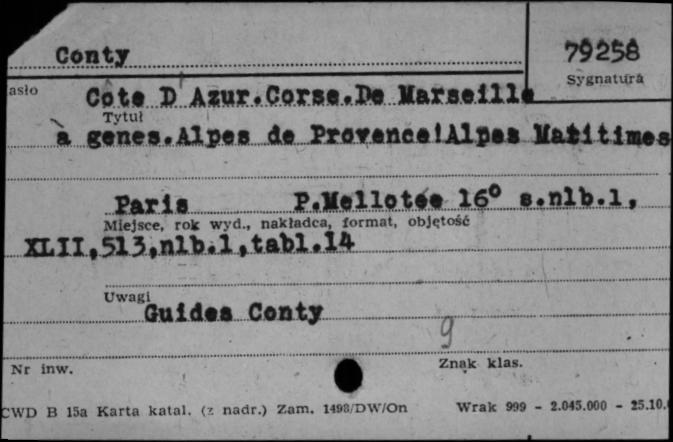 Conty
79258
asło
Sygnatura
Côte D'Azur.Corse.De Marseille
Tytuł
à genes.Alpes de Provence!Alpes Matitimes
Paris P.Mellotée 16° s.nlb.1,
Miejsce, rok wyd., nakładca, format, objętość
XLII,513,nlb.1,tabl.14
Uwagi
Guides Conty
9
Nr inw.
Znak klas.
CWD B 15a Karta katal. (z nadr.) Zam. 1498/DW/On Wrak 999 - 2.045.000 - 25.10.